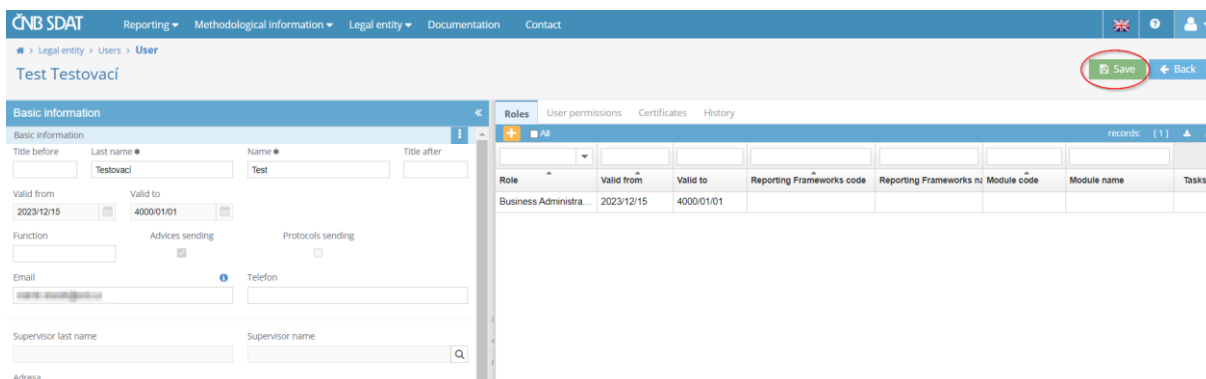 ČNB SDAT Reporting Methodological information Legal entity Documentation Contact
> Legal entity > Users > User
Test Testovací
Save Back
Basic information
Roles User permissions Certificates History
Basic information
All
records: [1]
Title before Last name * Name * Title after
Testovací Test
Role Valid from Valid to Reporting Frameworks code Reporting Frameworks na Module code Module name Tasks
Business Administra... 2023/12/15 4000/01/01
Valid from Valid to
2023/12/15 4000/01/01
Function Advices sending Protocols sending
Email Telefon
Supervisor last name Supervisor name
Adresa